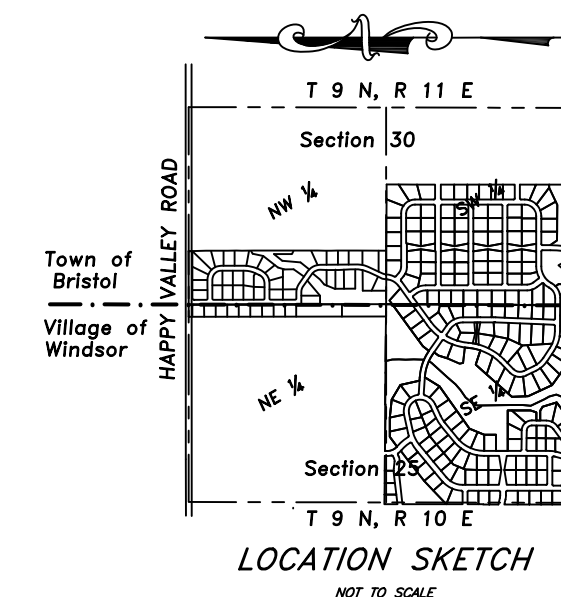 N
T 9 N, R 11 E
Section 30
NW 1/4
SW 1/4
HAPPY VALLEY ROAD
Town of
Bristol
Village of
Windsor
NE 1/4
SE 1/4
Section 25
T 9 N, R 10 E
LOCATION SKETCH
NOT TO SCALE